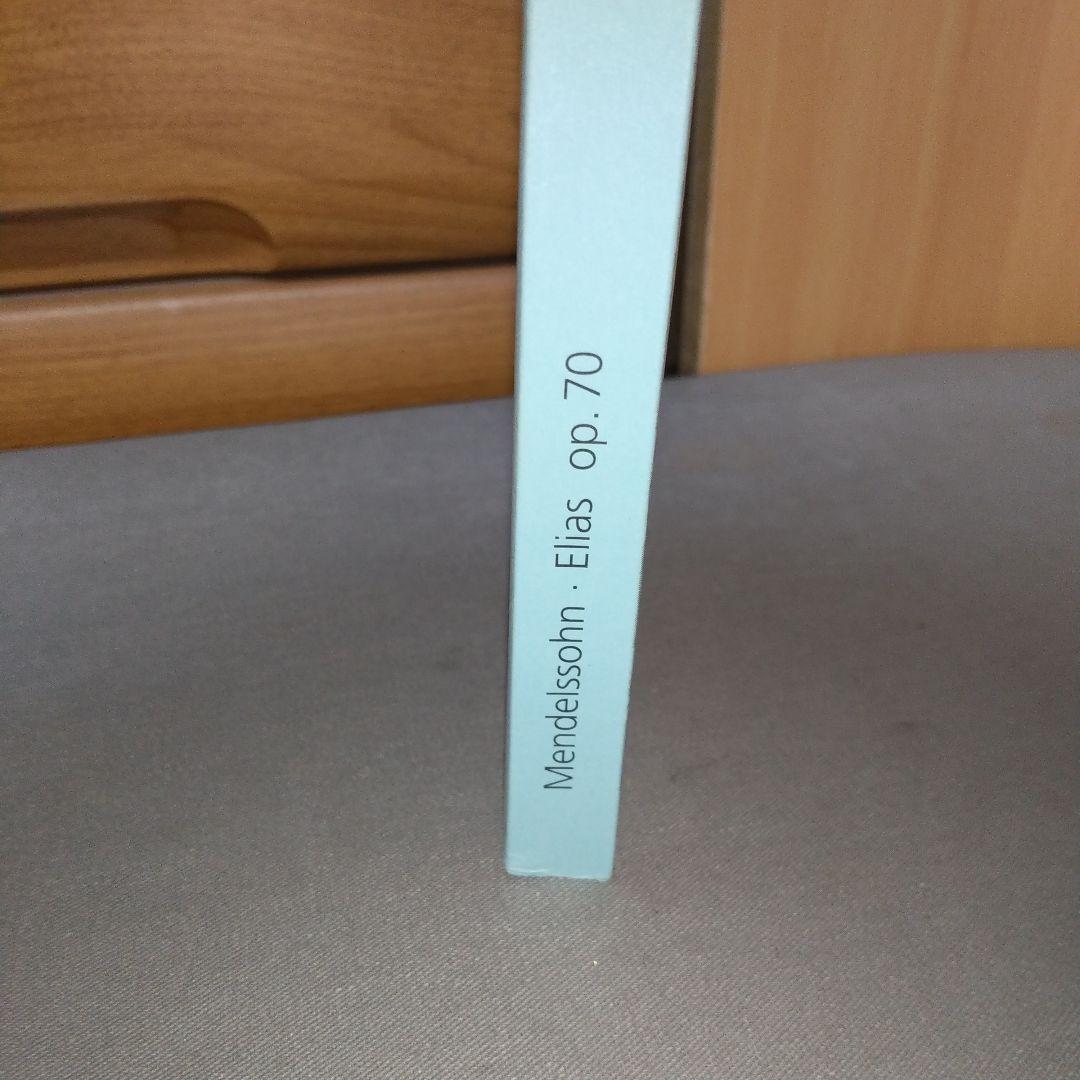 Mendelssohn · Elias op. 70